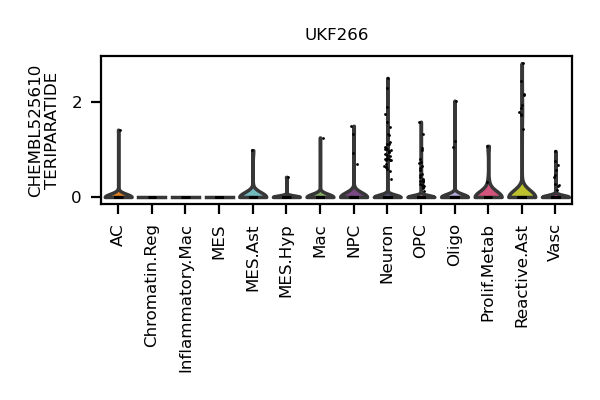 UKF266
CHEMBL525610
TERIPARATIDE
2
0
AC
Chromatin.Reg
Inflammatory.Mac
MES
MES.Ast
MES.Hyp
Mac
NPC
Neuron
OPC
Oligo
Prolif.Metab
Reactive.Ast
Vasc